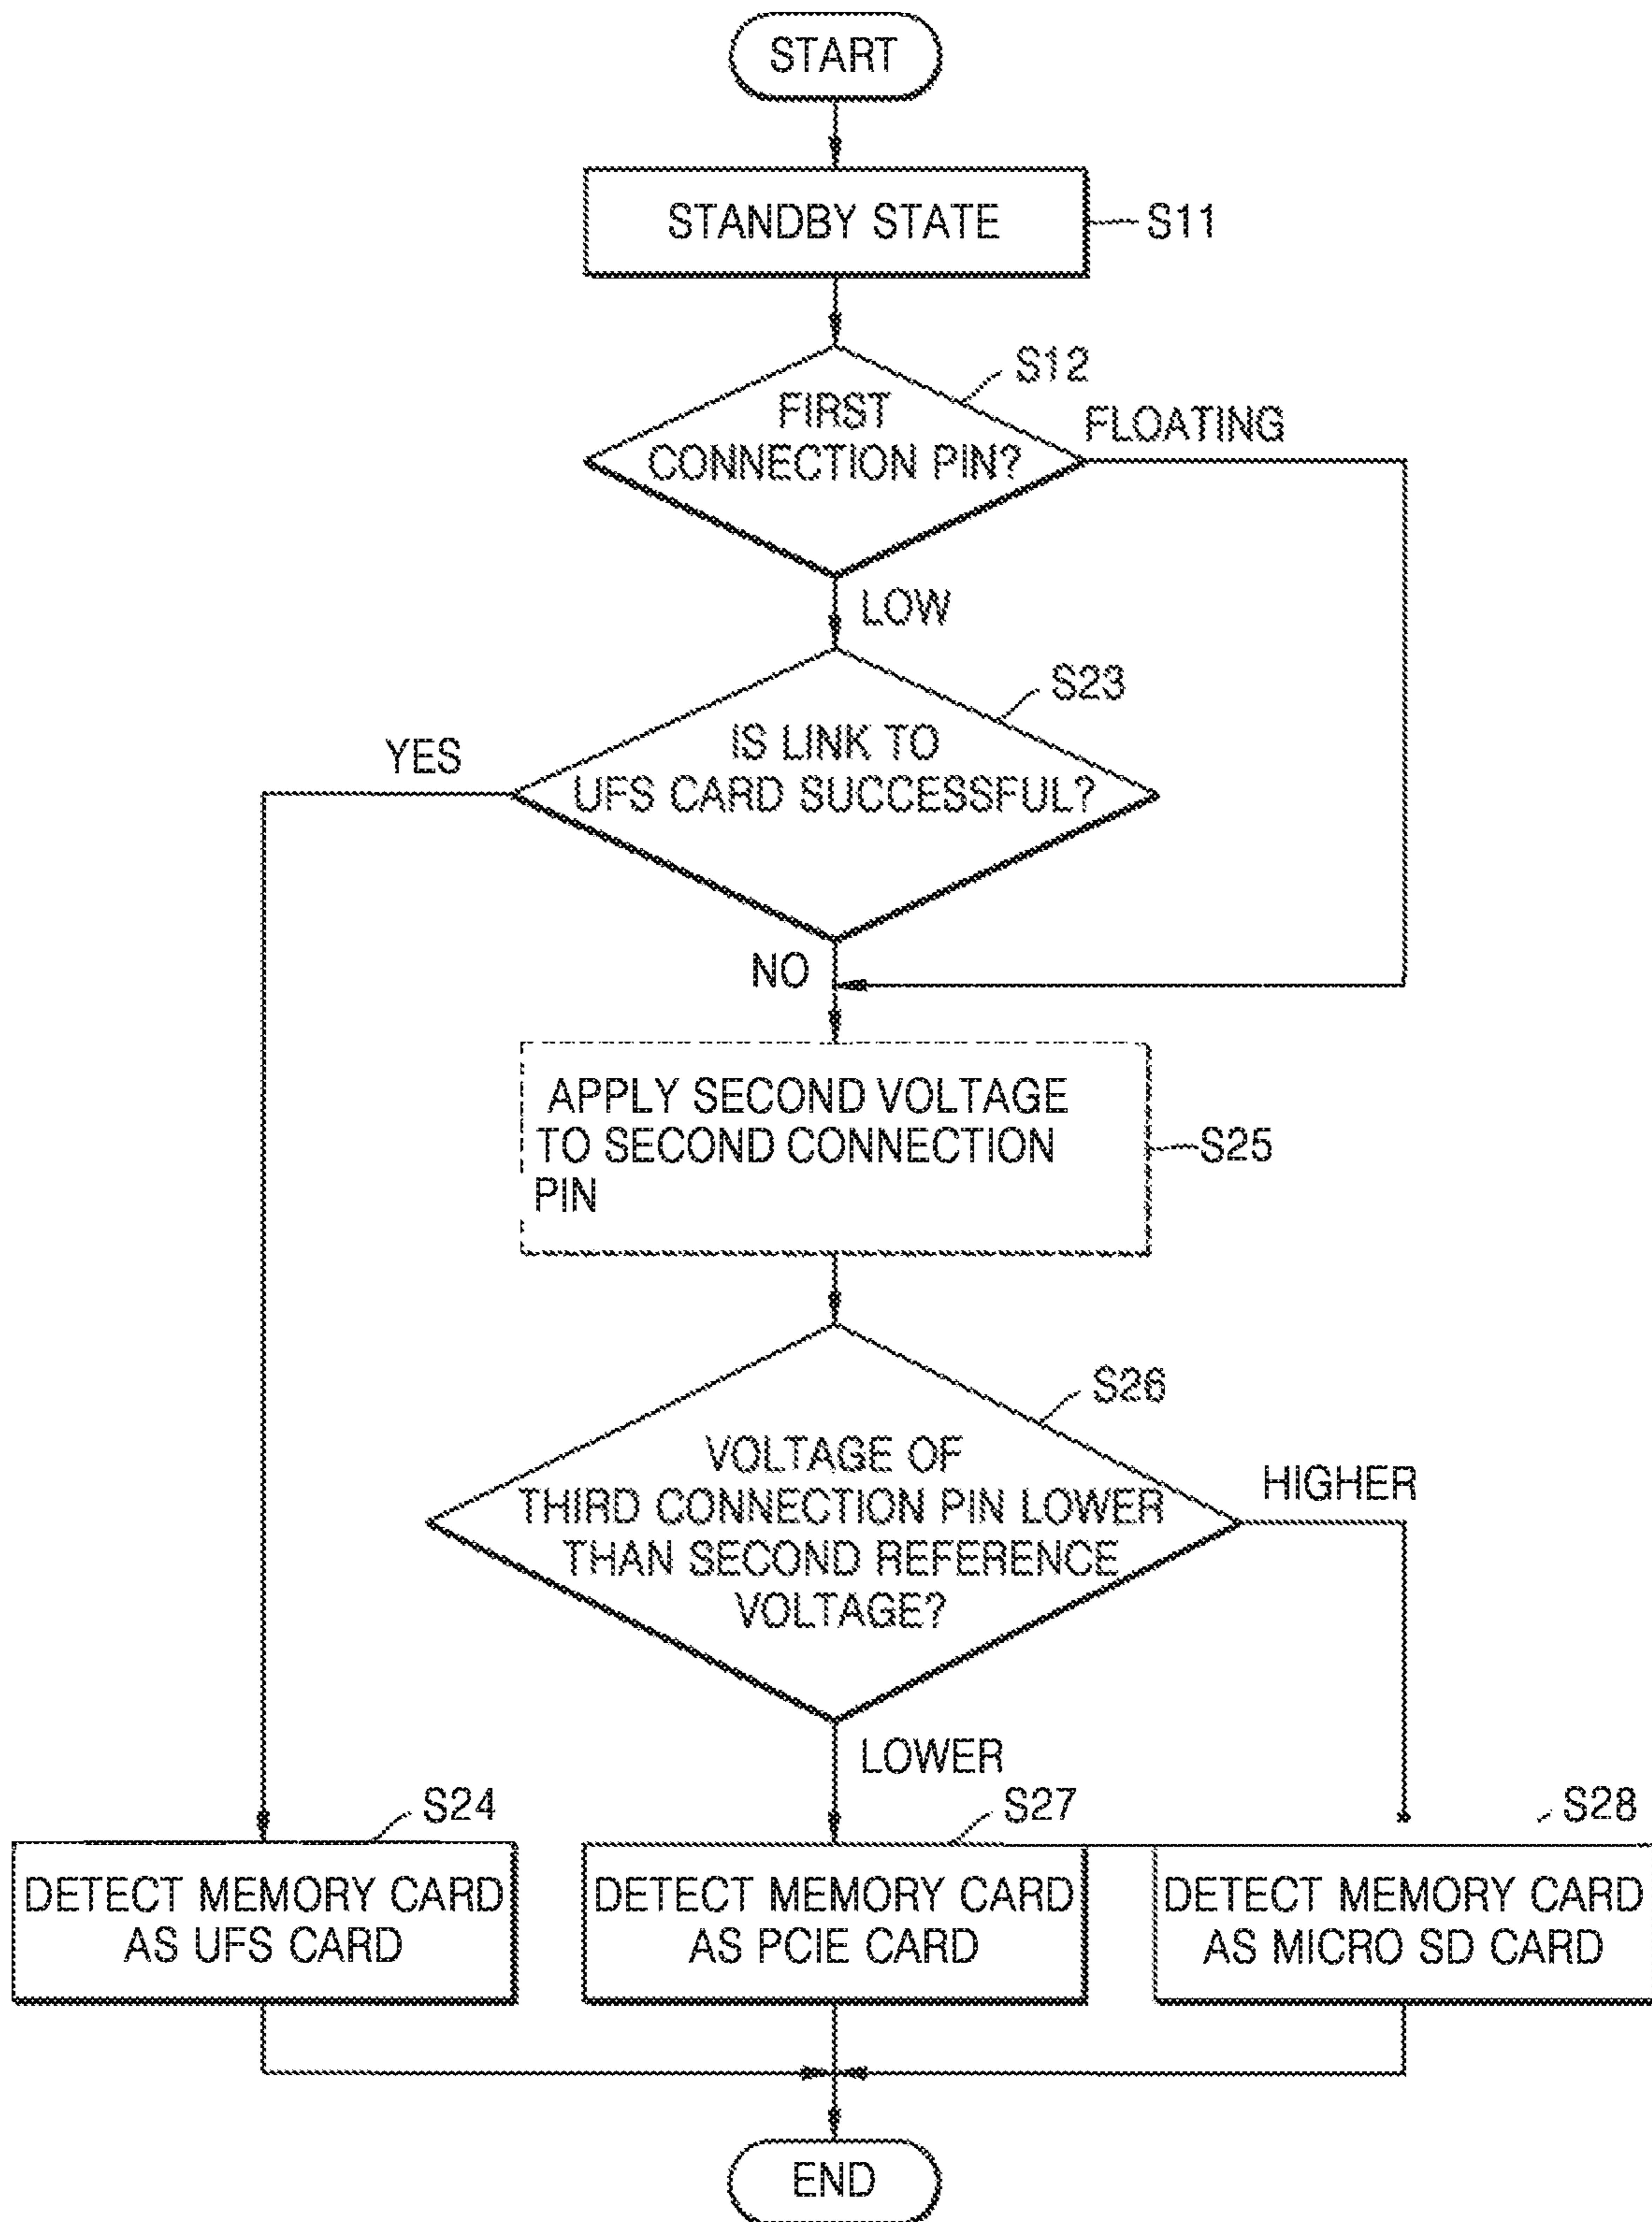 START
STANDBY STATE
S11
S12
FIRST
CONNECTION PIN?
FLOATING
LOW
S23
IS LINK TO
UFS CARD SUCCESSFUL?
YES
NO
APPLY SECOND VOLTAGE
TO SECOND CONNECTION
PIN
S25
S26
VOLTAGE OF
THIRD CONNECTION PIN LOWER
THAN SECOND REFERENCE
VOLTAGE?
HIGHER
LOWER
S24
DETECT MEMORY CARD
AS UFS CARD
S27
DETECT MEMORY CARD
AS PCIE CARD
S28
DETECT MEMORY CARD
AS MICRO SD CARD
END